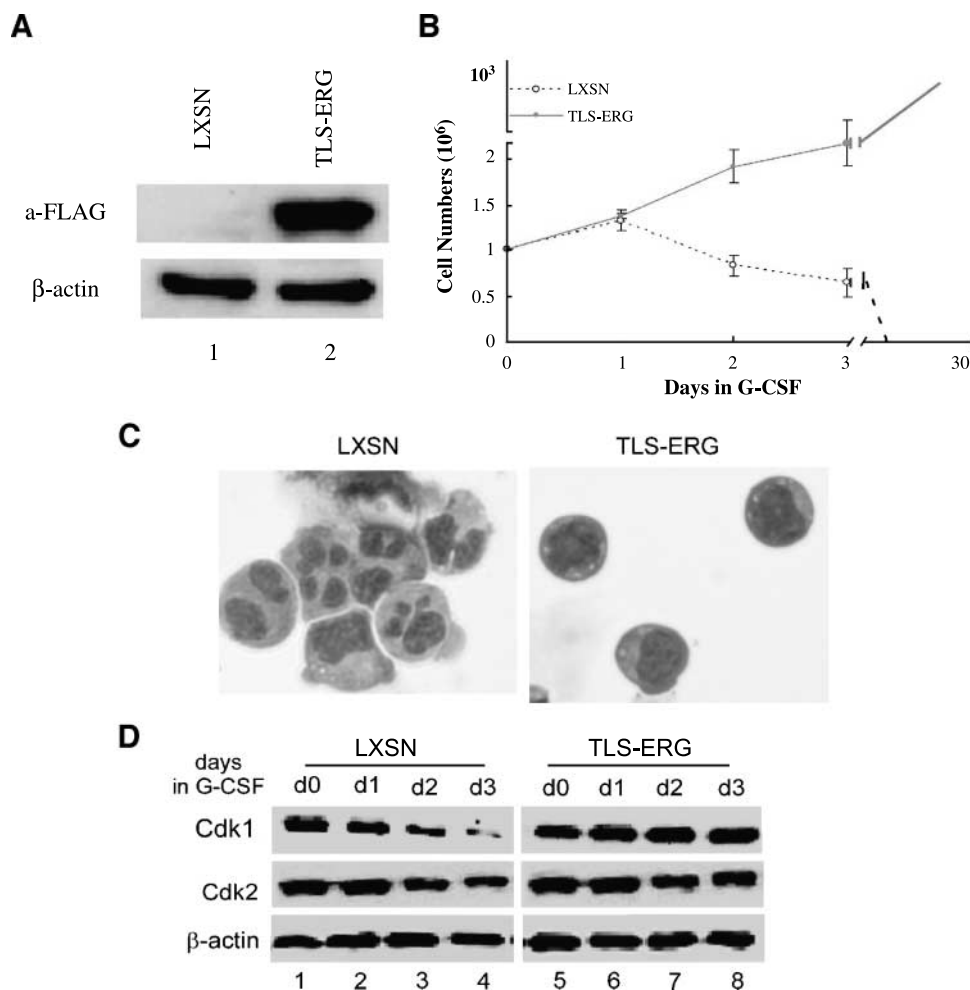 A
LXSN
TLS-ERG
a-FLAG
β-actin
1 2
B
10³
LXSN
TLS-ERG
2
1.5
1
0.5
0
Cell Numbers (10⁶)
0 1 2 3 30
Days in G-CSF
C
LXSN TLS-ERG
D
LXSN TLS-ERG
days
in G-CSF d0 d1 d2 d3 d0 d1 d2 d3
Cdk1
Cdk2
β-actin
1 2 3 4 5 6 7 8